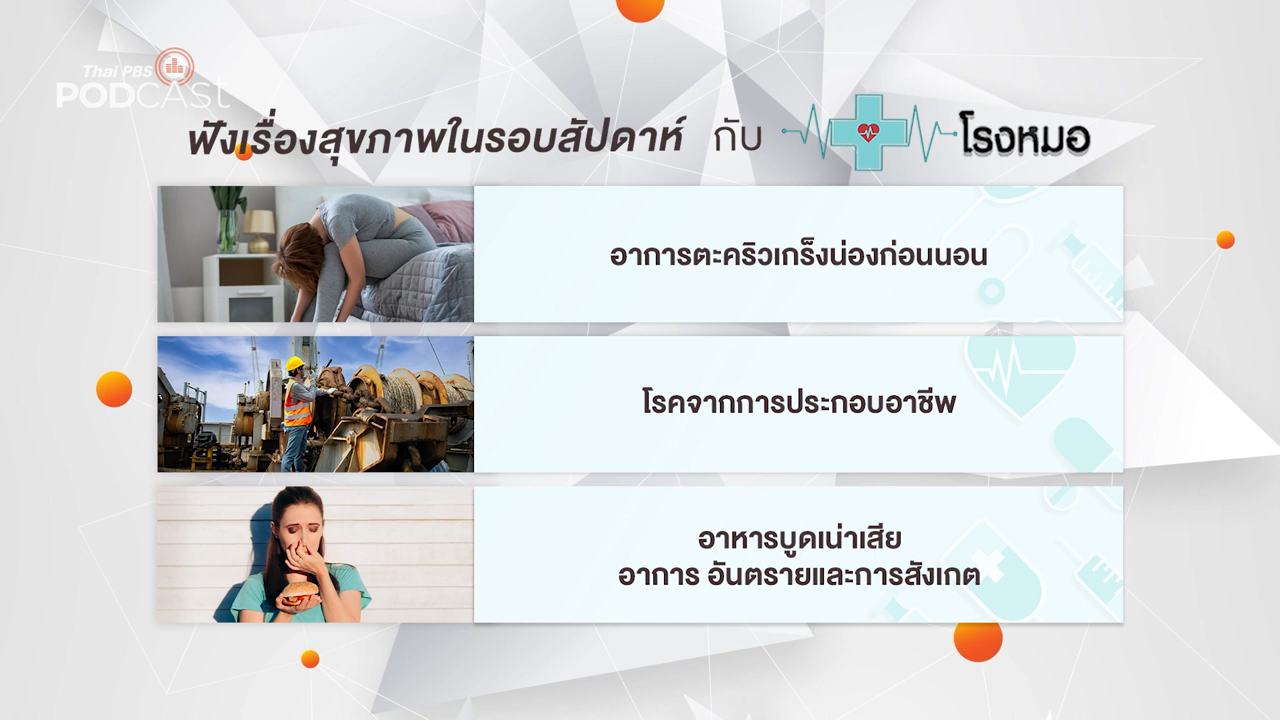 Thai PBS
PODCAST
ฟังเรื่องสุขภาพในรอบสัปดาห์ กับ โรงหมอ
อาการตะคริวเกร็งน่องก่อนนอน
โรคจากการประกอบอาชีพ
อาหารบูดเน่าเสีย
อาการ อันตรายและการสังเกต